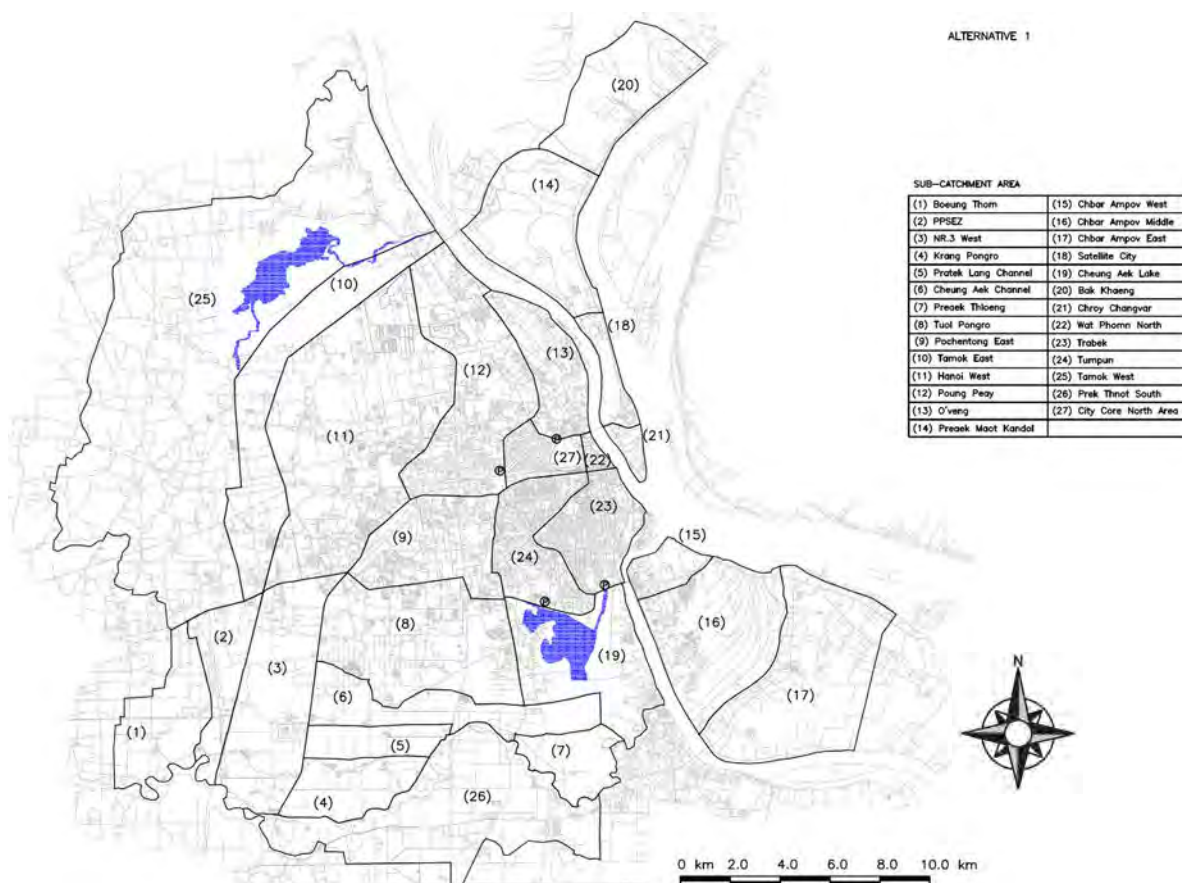 ALTERNATIVE 1
(20)
(14)
SUB-CATCHMENT AREA
(1) Boeung Thom (15) Chbar Ampov West
(2) PPSEZ (16) Chbar Ampov Middle
(3) NR.3 West (17) Chbar Ampov East
(4) Krang Pongro (18) Satellite City
(5) Pratek Lang Channel (19) Cheung Aek Lake
(6) Cheung Aek Channel (20) Bak Khaeng
(7) Preaek Thloeng (21) Chroy Changvar
(8) Tuol Pongro (22) Wat Phomn North
(9) Pochentong East (23) Trabek
(10) Tamok East (24) Tumpun
(11) Hanoi West (25) Tamok West
(12) Poung Peay (26) Prek Thnot South
(13) O'veng (27) City Core North Area
(14) Preaek Maot Kandol
(10)
(25)
(18)
(13)
(12)
(11)
(21)
(27) (22)
P
P
(23)
(15)
(9)
(24)
P
P
(8)
(16)
(2)
(19)
(3)
(6)
(17)
N
(1)
(5)
(7)
(4)
(26)
0 km 2.0 4.0 6.0 8.0 10.0 km